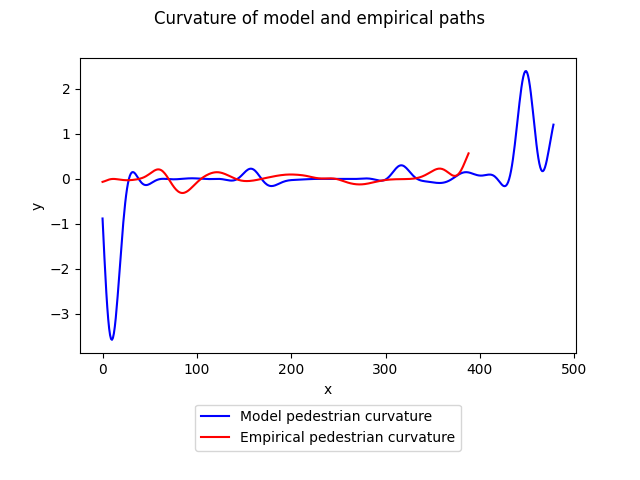 Curvature of model and empirical paths
2
1
0
−1
−2
−3
y
0 100 200 300 400 500
x
Model pedestrian curvature
Empirical pedestrian curvature